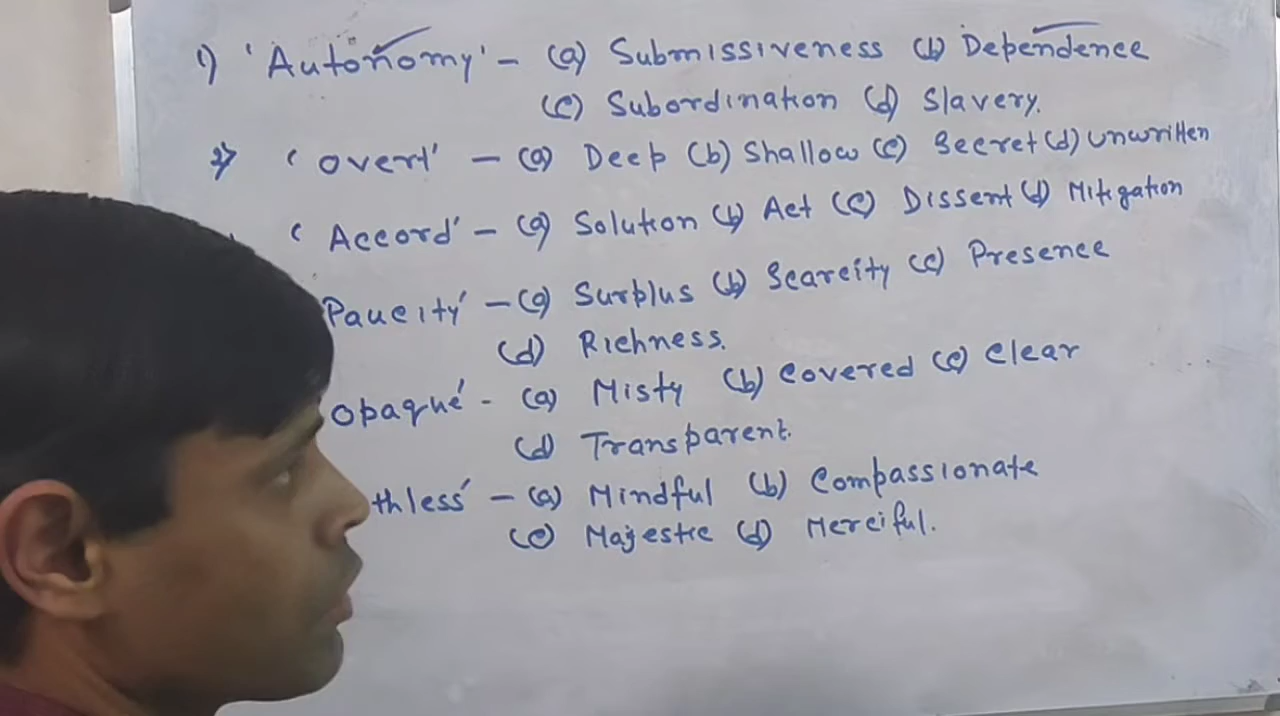 1) 'Autonomy' - (a) Submissiveness (b) Dependence
(c) Subordination (d) Slavery.
2) 'Overt' - (a) Deep (b) Shallow (c) Secret (d) Unwritten
'Accord' - (a) Solution (b) Act (c) Dissent (d) Mitigation
Paucity' - (a) Surplus (b) Scarcity (c) Presence
(d) Richness.
opaque' - (a) Misty (b) Covered (c) Clear
(d) Transparent.
thless' - (a) Mindful (b) Compassionate
(c) Majestic (d) Merciful.